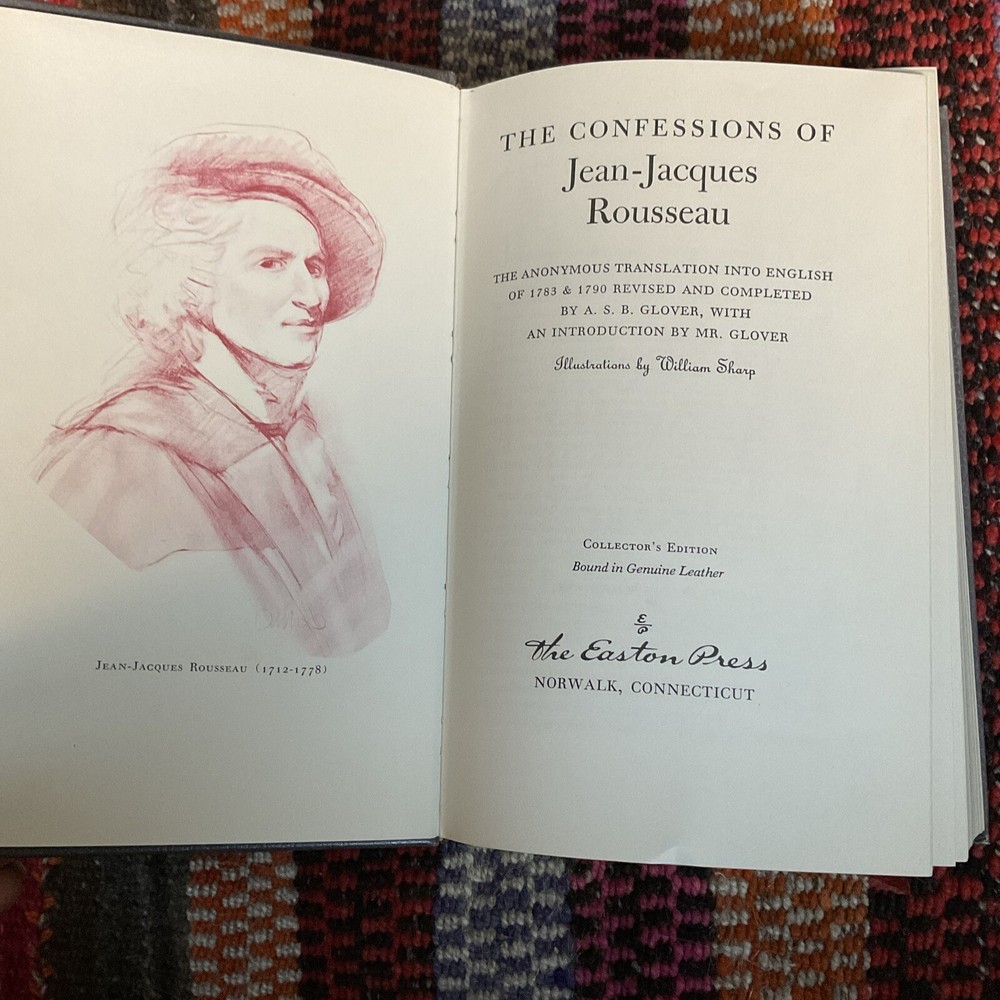 JEAN-JACQUES ROUSSEAU (1712-1778)
THE CONFESSIONS OF
Jean-Jacques
Rousseau
THE ANONYMOUS TRANSLATION INTO ENGLISH
OF 1783 & 1790 REVISED AND COMPLETED
BY A. S. B. GLOVER, WITH
AN INTRODUCTION BY MR. GLOVER
Illustrations by William Sharp
COLLECTOR'S EDITION
Bound in Genuine Leather
E
P
The Easton Press
NORWALK, CONNECTICUT